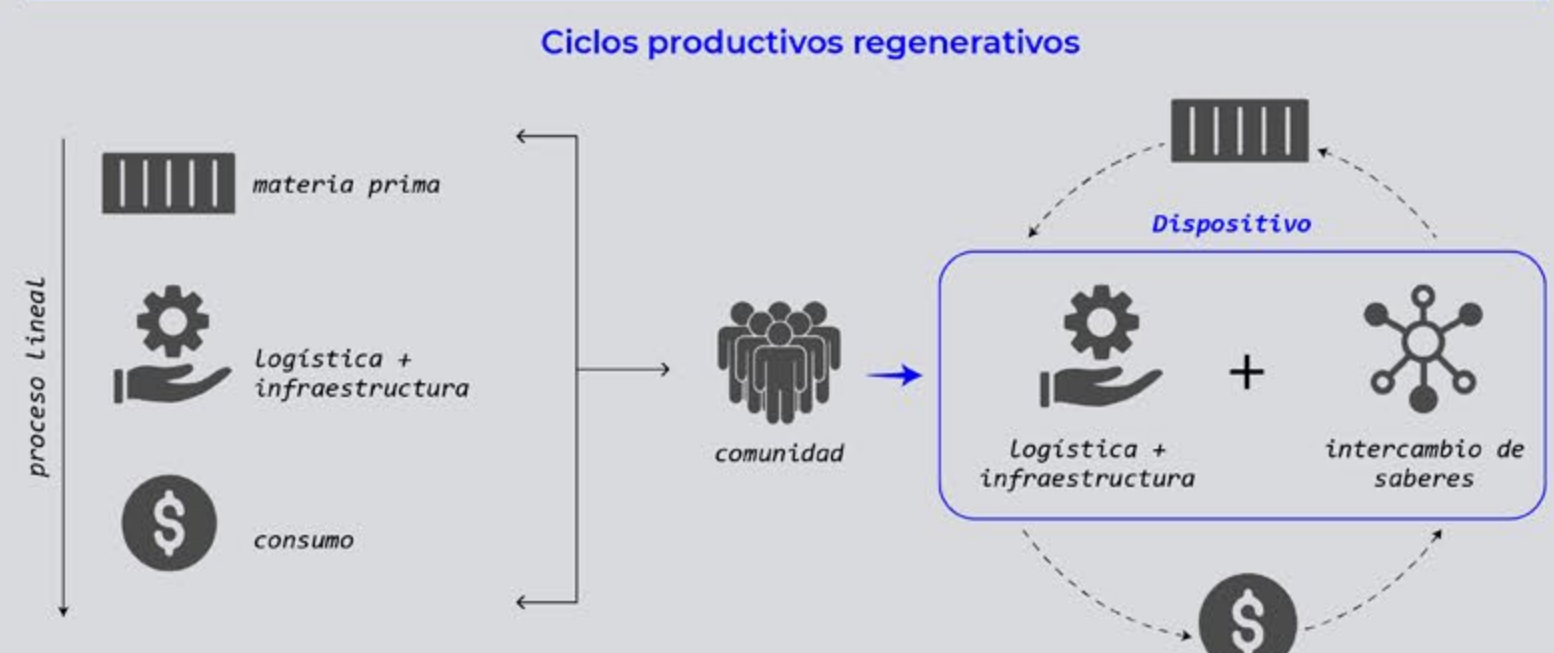 Ciclos productivos regenerativos
proceso lineal
materia prima
logística +
infraestructura
$
consumo
comunidad
Dispositivo
logística +
infraestructura
+
intercambio de
saberes
$